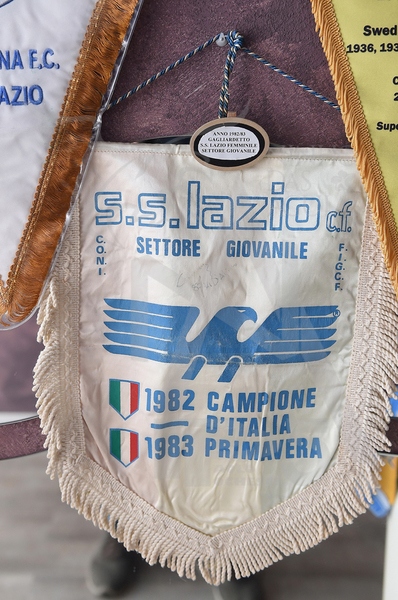 NA F.C.
AZIO
Swed
1936, 193
Supe
ANNO 1982/83
GAGLIARDETTO
S.S. LAZIO FEMMINILE
SETTORE GIOVANILE
s.s. lazio c.f.
C.O.N.I.
SETTORE GIOVANILE
F.I.G.C.F.
1982 CAMPIONE
D'ITALIA
1983 PRIMAVERA